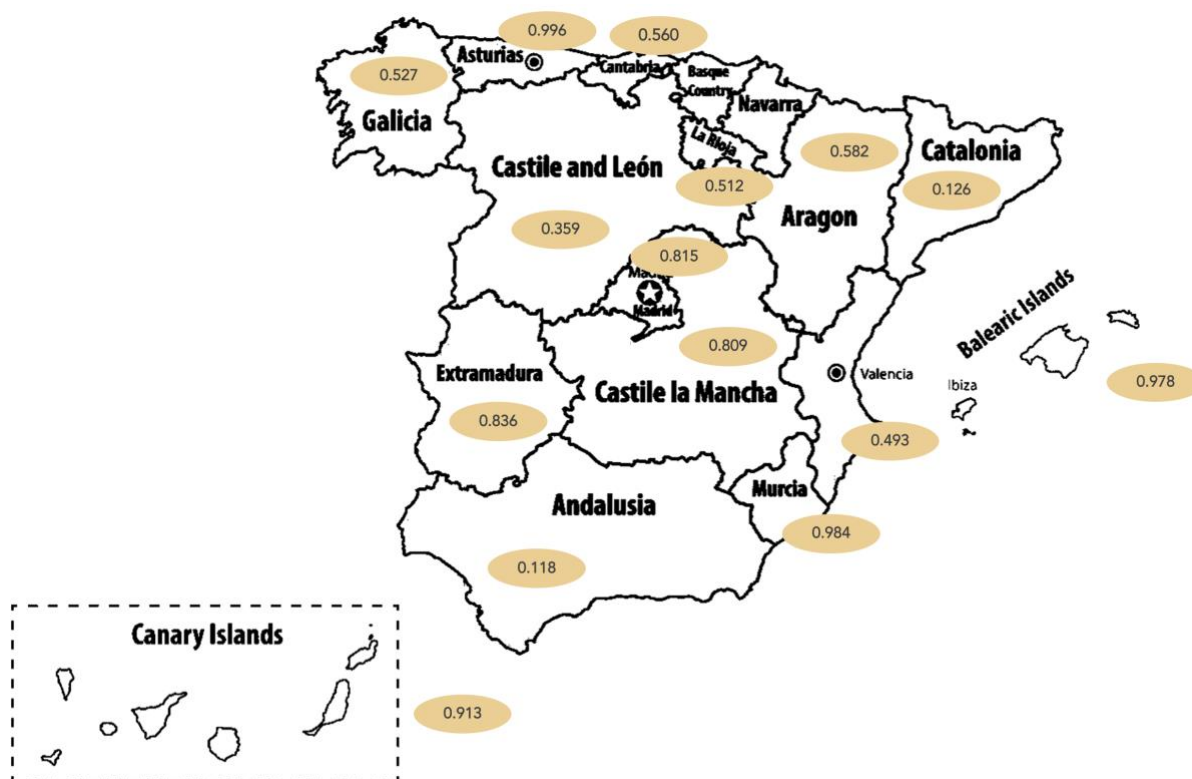 0.996
0.560
Asturias
Cantabria
Basque
Country
0.527
Navarra
Galicia
La Rioja
0.582
Catalonia
Castile and León
0.512
0.126
Aragon
0.359
0.815
Madrid
0.809
Balearic Islands
Extramadura
Valencia
0.978
Ibiza
Castile la Mancha
0.836
0.493
Murcia
Andalusia
0.984
0.118
Canary Islands
0.913